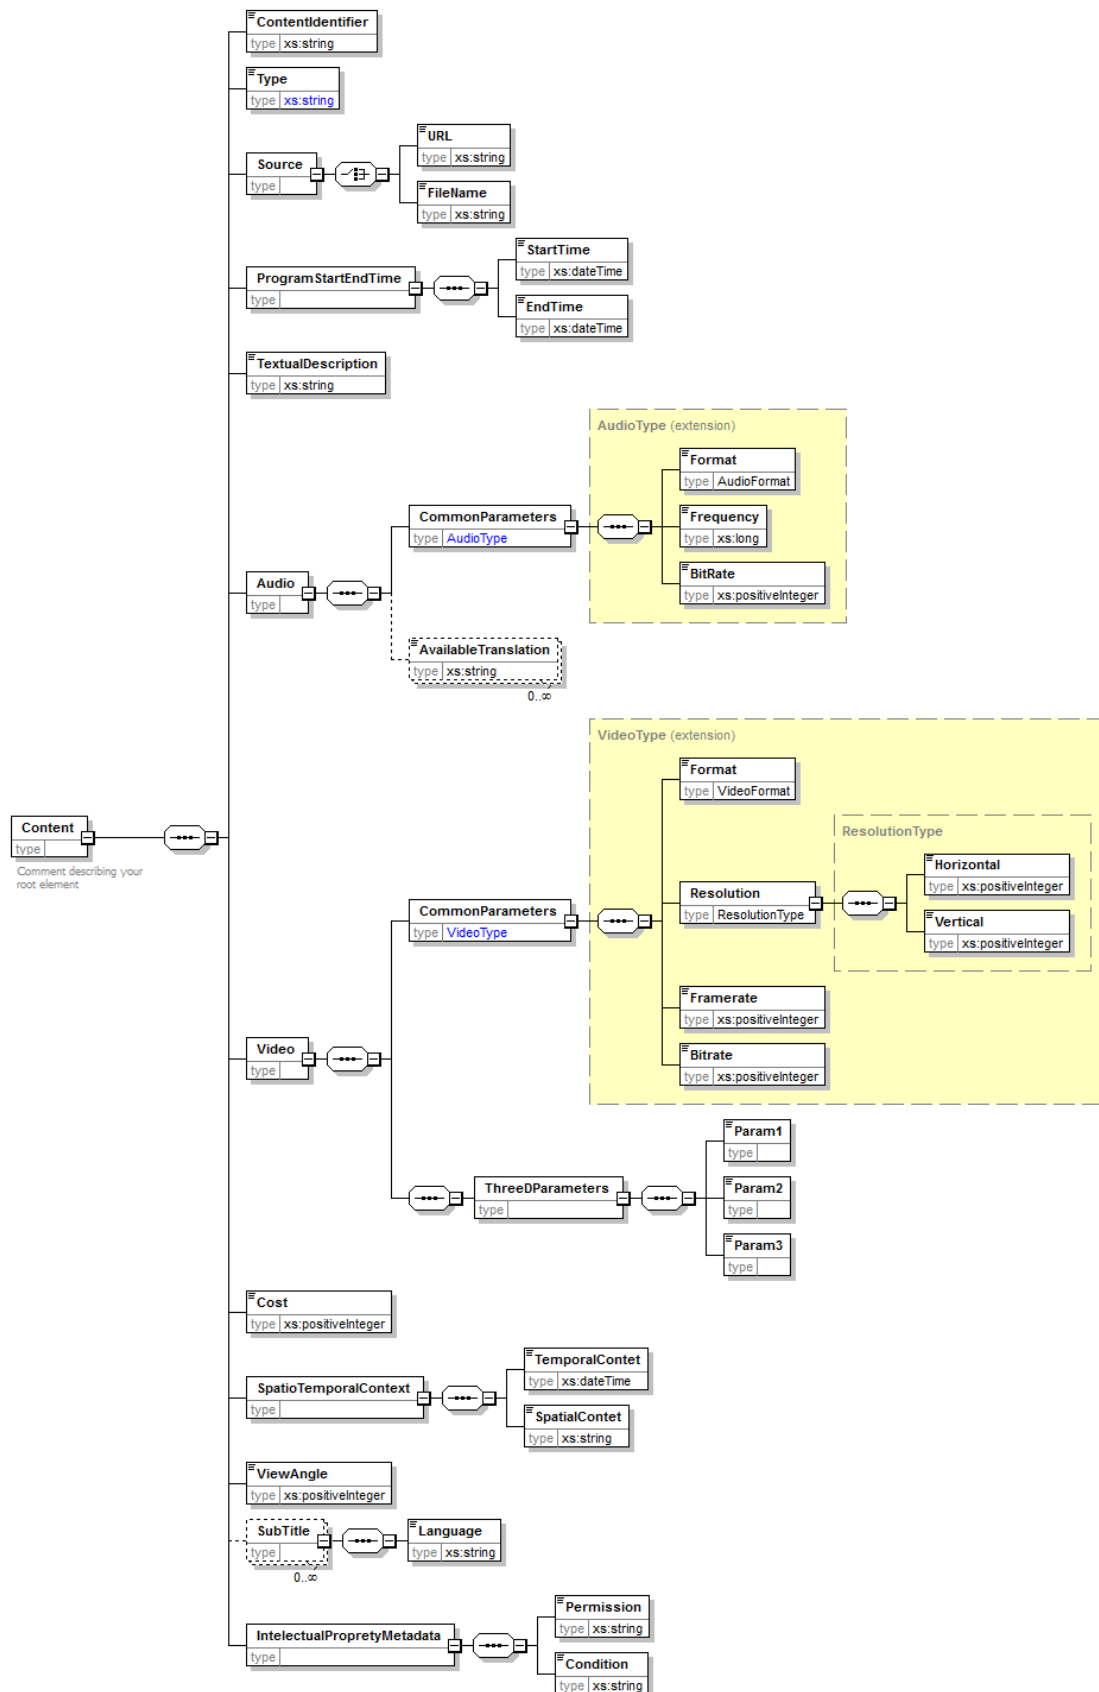 ContentIdentifier
type xs:string
Type
type xs:string
URL
type xs:string
Source
type
FileName
type xs:string
StartTime
type xs:dateTime
ProgramStartEndTime
type
EndTime
type xs:dateTime
TextualDescription
type xs:string
AudioType (extension)
Format
type AudioFormat
CommonParameters
type AudioType
Frequency
type xs:long
BitRate
type xs:positiveInteger
Audio
type
AvailableTranslation
type xs:string
0..∞
VideoType (extension)
Format
type VideoFormat
Content
type
Comment describing your
root element
ResolutionType
Horizontal
type xs:positiveInteger
Resolution
type ResolutionType
CommonParameters
type VideoType
Vertical
type xs:positiveInteger
Framerate
type xs:positiveInteger
Video
type
Bitrate
type xs:positiveInteger
Param1
type
ThreeDParameters
type
Param2
type
Param3
type
Cost
type xs:positiveInteger
TemporalContet
type xs:dateTime
SpatioTemporalContext
type
SpatialContet
type xs:string
ViewAngle
type xs:positiveInteger
SubTitle
type
0..∞
Language
type xs:string
Permission
type xs:string
IntelectualPropretyMetadata
type
Condition
type xs:string